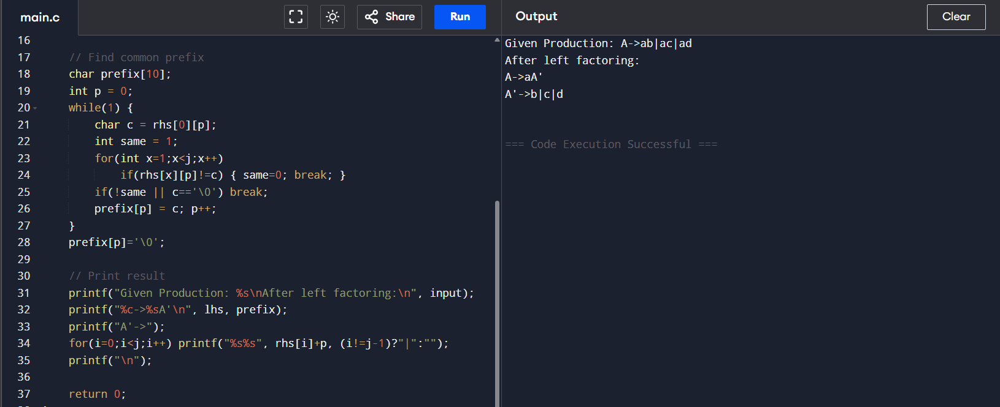 main.c
Share
Run
16
17 // Find common prefix
18 char prefix[10];
19 int p = 0;
20 while(1) {
21 char c = rhs[0][p];
22 int same = 1;
23 for(int x=1;x<j;x++)
24 if(rhs[x][p]!=c) { same=0; break; }
25 if(!same || c=='\0') break;
26 prefix[p] = c; p++;
27 }
28 prefix[p]='\0';
29
30 // Print result
31 printf("Given Production: %s\nAfter left factoring:\n", input);
32 printf("%c->%sA'\n", lhs, prefix);
33 printf("A'->");
34 for(i=0;i<j;i++) printf("%s%s", rhs[i]+p, (i!=j-1)?"|":"");
35 printf("\n");
36
37 return 0;
Output
Clear
Given Production: A->ab|ac|ad
After left factoring:
A->aA'
A'->b|c|d
=== Code Execution Successful ===